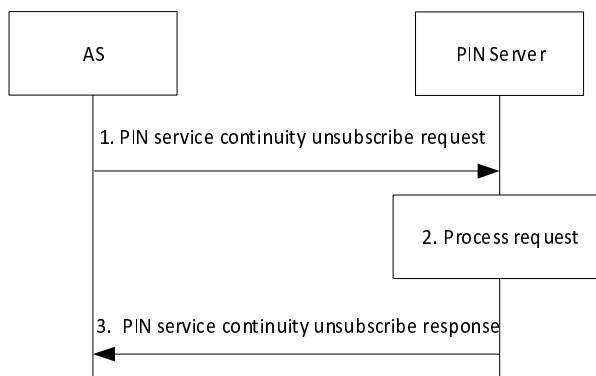 AS
PIN Server
1. PIN service continuity unsubscribe request
2. Process request
3. PIN service continuity unsubscribe response